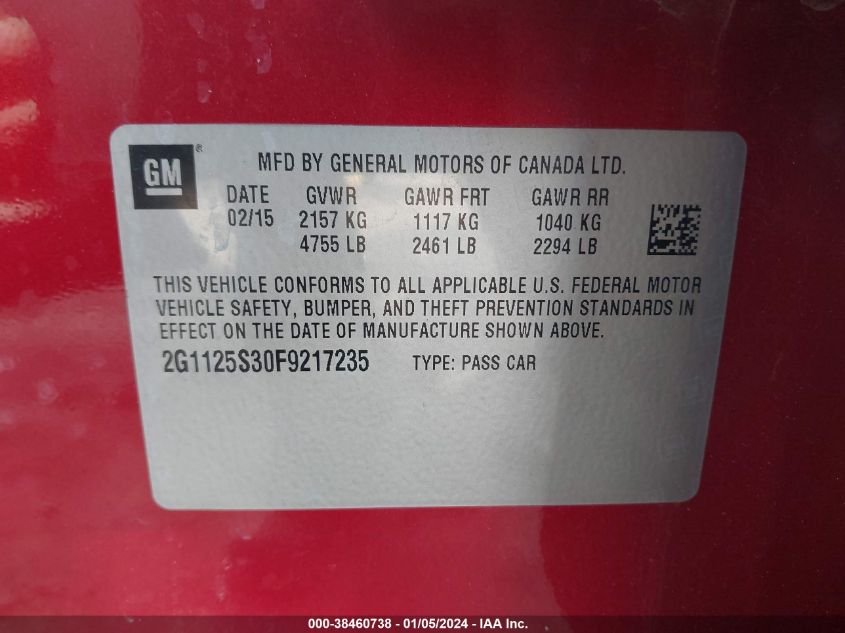 GM®
MFD BY GENERAL MOTORS OF CANADA LTD.
DATE GVWR GAWR FRT GAWR RR
02/15 2157 KG 1117 KG 1040 KG
4755 LB 2461 LB 2294 LB
THIS VEHICLE CONFORMS TO ALL APPLICABLE U.S. FEDERAL MOTOR
VEHICLE SAFETY, BUMPER, AND THEFT PREVENTION STANDARDS IN
EFFECT ON THE DATE OF MANUFACTURE SHOWN ABOVE.
2G1125S30F9217235 TYPE: PASS CAR
000-38460738 - 01/05/2024 - IAA Inc.